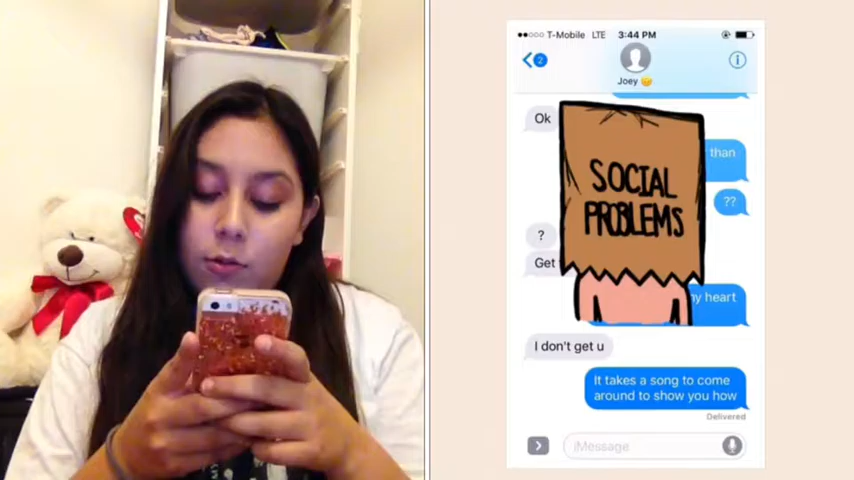 T-Mobile LTE 3:44 PM
2
Joey
Ok
than
??
?
Get
my heart
SOCIAL
PROBLEMS
I don't get u
It takes a song to come
around to show you how
Delivered
iMessage